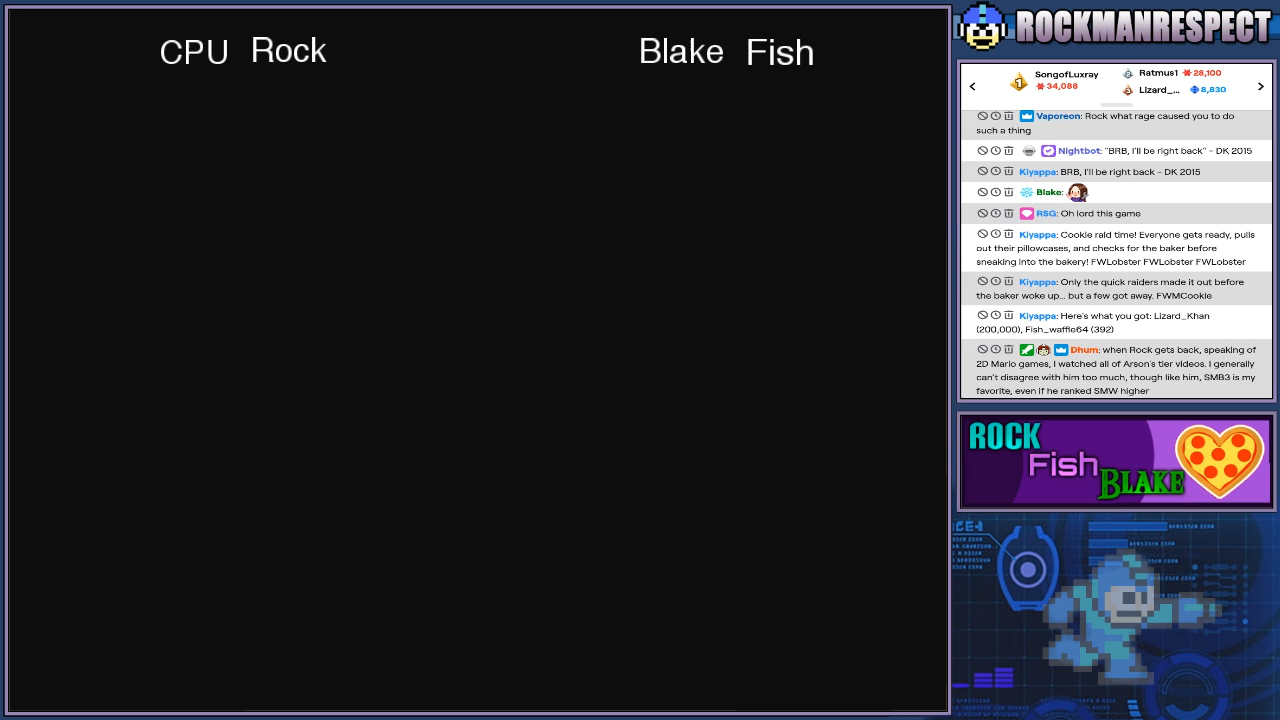 CPU Rock
Blake Fish
ROCKMANRESPECT
SongofLuxray
34,086
Ratmus1 28,100
Lizard_... 8,830
Vaporeon: Rock what rage caused you to do
such a thing
Nightbot: "BRB, I'll be right back" - DK 2015
Kiyappa: BRB, I'll be right back - DK 2015
Blake:
RSG: Oh lord this game
Kiyappa: Cookie raid time! Everyone gets ready, pulls
out their pillowcases, and checks for the baker before
sneaking into the bakery! FWLobster FWLobster FWLobster
Kiyappa: Only the quick raiders made it out before
the baker woke up... but a few got away. FWMCookie
Kiyappa: Here's what you got: Lizard_Khan
(200,000), Fish_waffle64 (392)
Dhum: when Rock gets back, speaking of
2D Mario games, I watched all of Arson's tier videos. I generally
can't disagree with him too much, though like him, SMB3 is my
favorite, even if he ranked SMW higher
ROCK
Fish
BLAKE